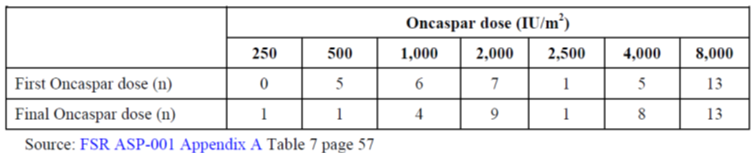 Oncaspar dose (IU/m²)
250 500 1,000 2,000 2,500 4,000 8,000
First Oncaspar dose (n) 0 5 6 7 1 5 13
Final Oncaspar dose (n) 1 1 4 9 1 8 13
Source: FSR ASP-001 Appendix A Table 7 page 57